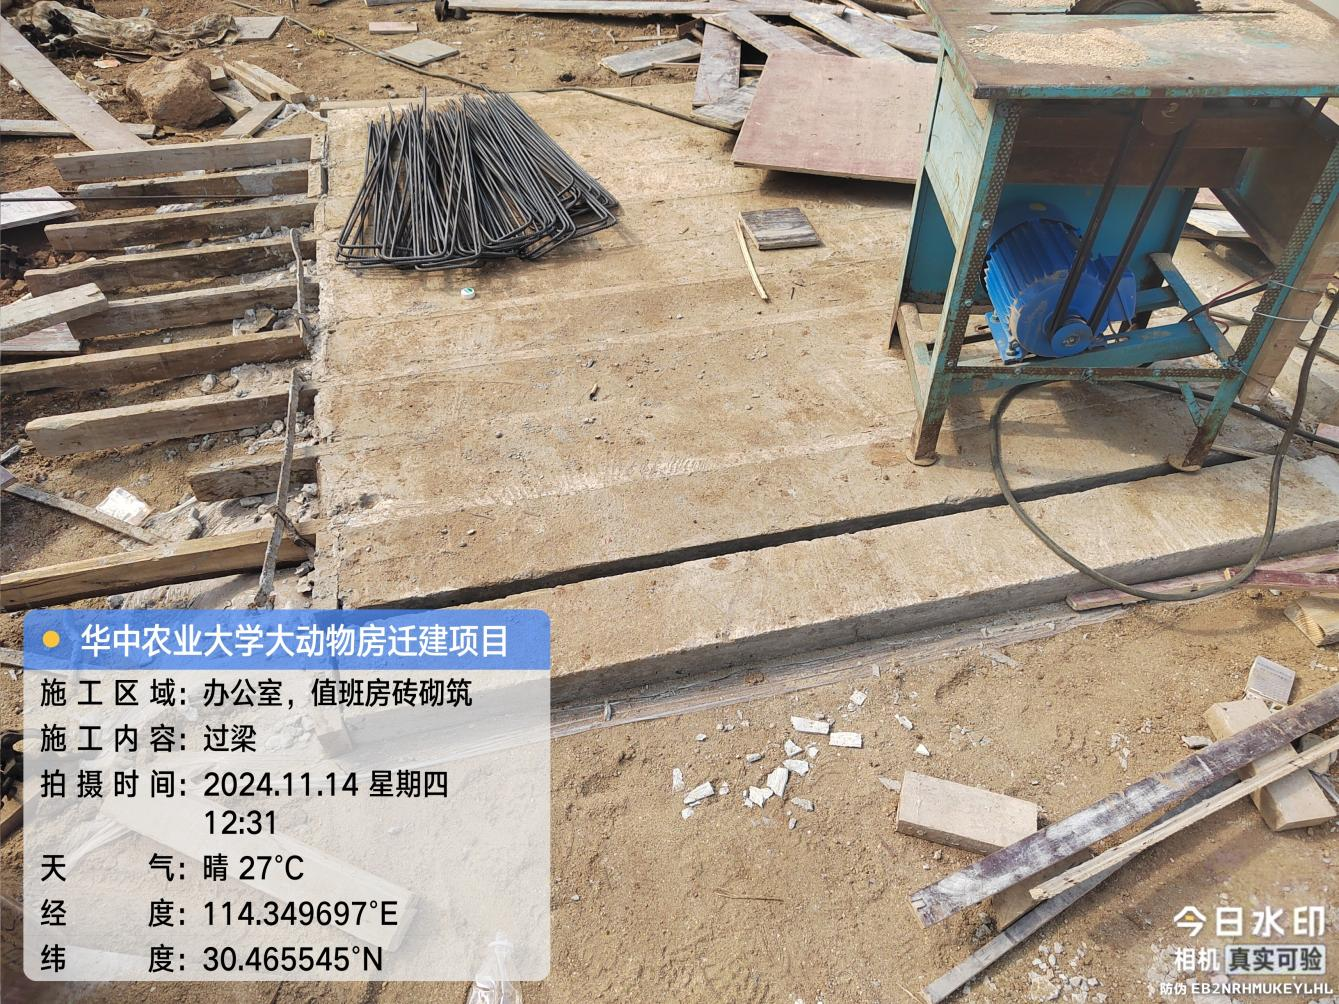 华中农业大学大动物房迁建项目
施工区域：办公室，值班房砖砌筑
施工内容：过梁
拍摄时间：2024.11.14 星期四
12:31
天气：晴 27°C
经度：114.349697°E
纬度：30.465545°N
今日水印
相机 真实可验
防伪 EB2NRHMUKEYLHL